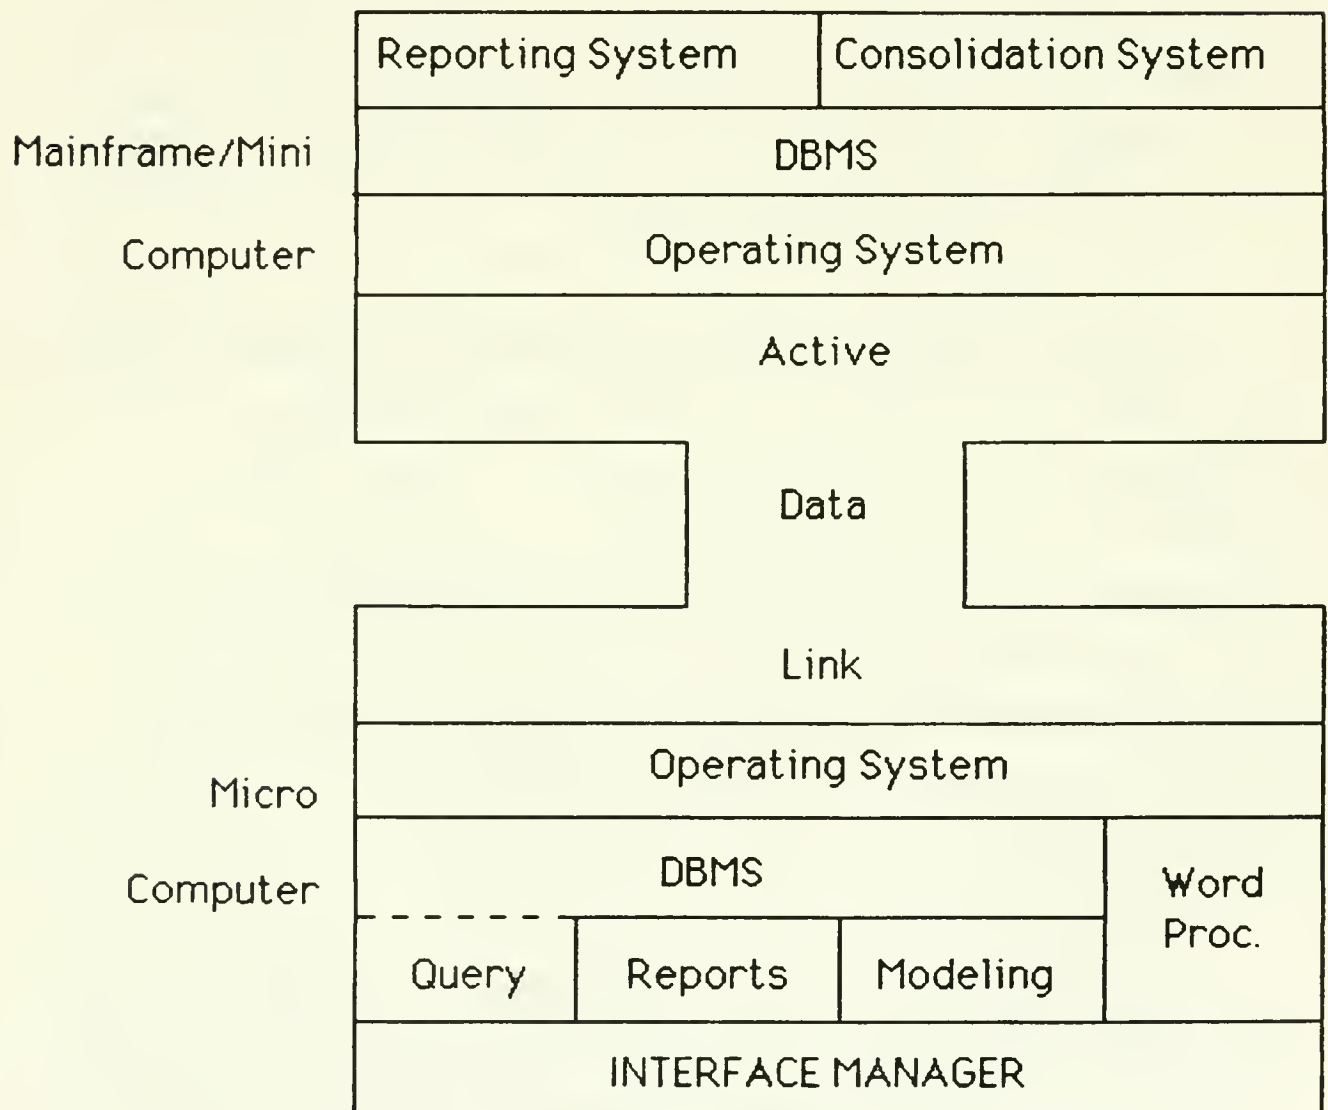 Reporting System
Consolidation System
Mainframe/Mini
DBMS
Computer
Operating System
Active
Data
Link
Operating System
Micro
DBMS
Word
Computer
Proc.
Query
Reports
Modeling
INTERFACE MANAGER